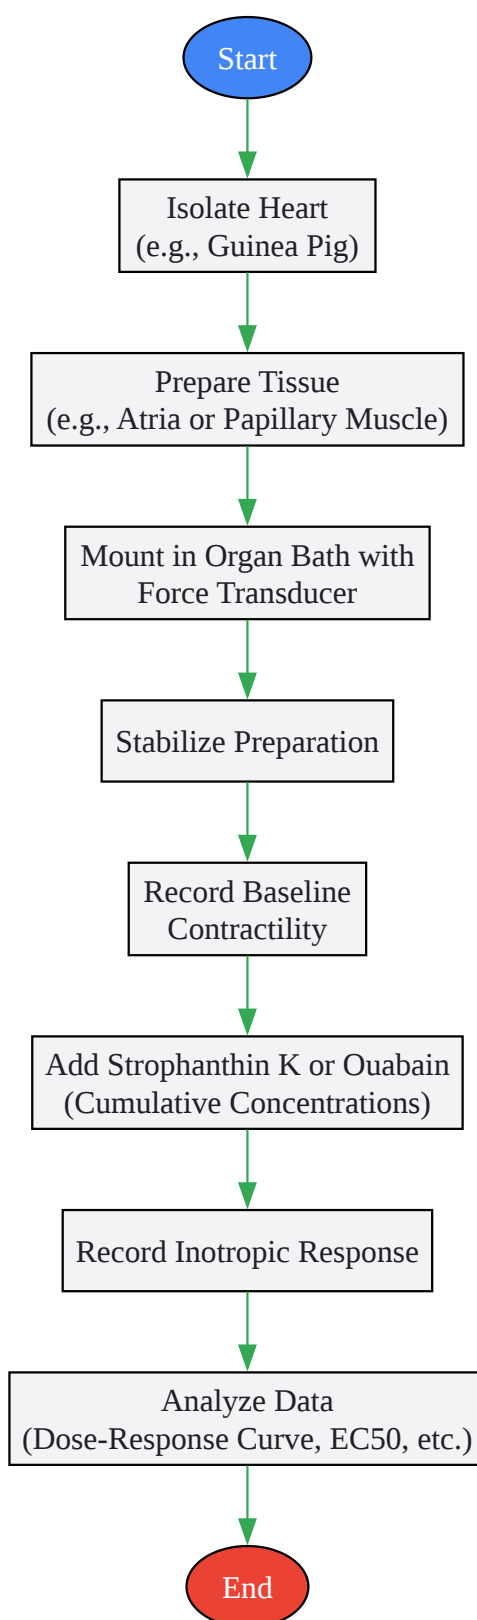 Start
Isolate Heart
(e.g., Guinea Pig)
Prepare Tissue
(e.g., Atria or Papillary Muscle)
Mount in Organ Bath with
Force Transducer
Stabilize Preparation
Record Baseline
Contractility
Add Strophanthin K or Ouabain
(Cumulative Concentrations)
Record Inotropic Response
Analyze Data
(Dose-Response Curve, EC50, etc.)
End